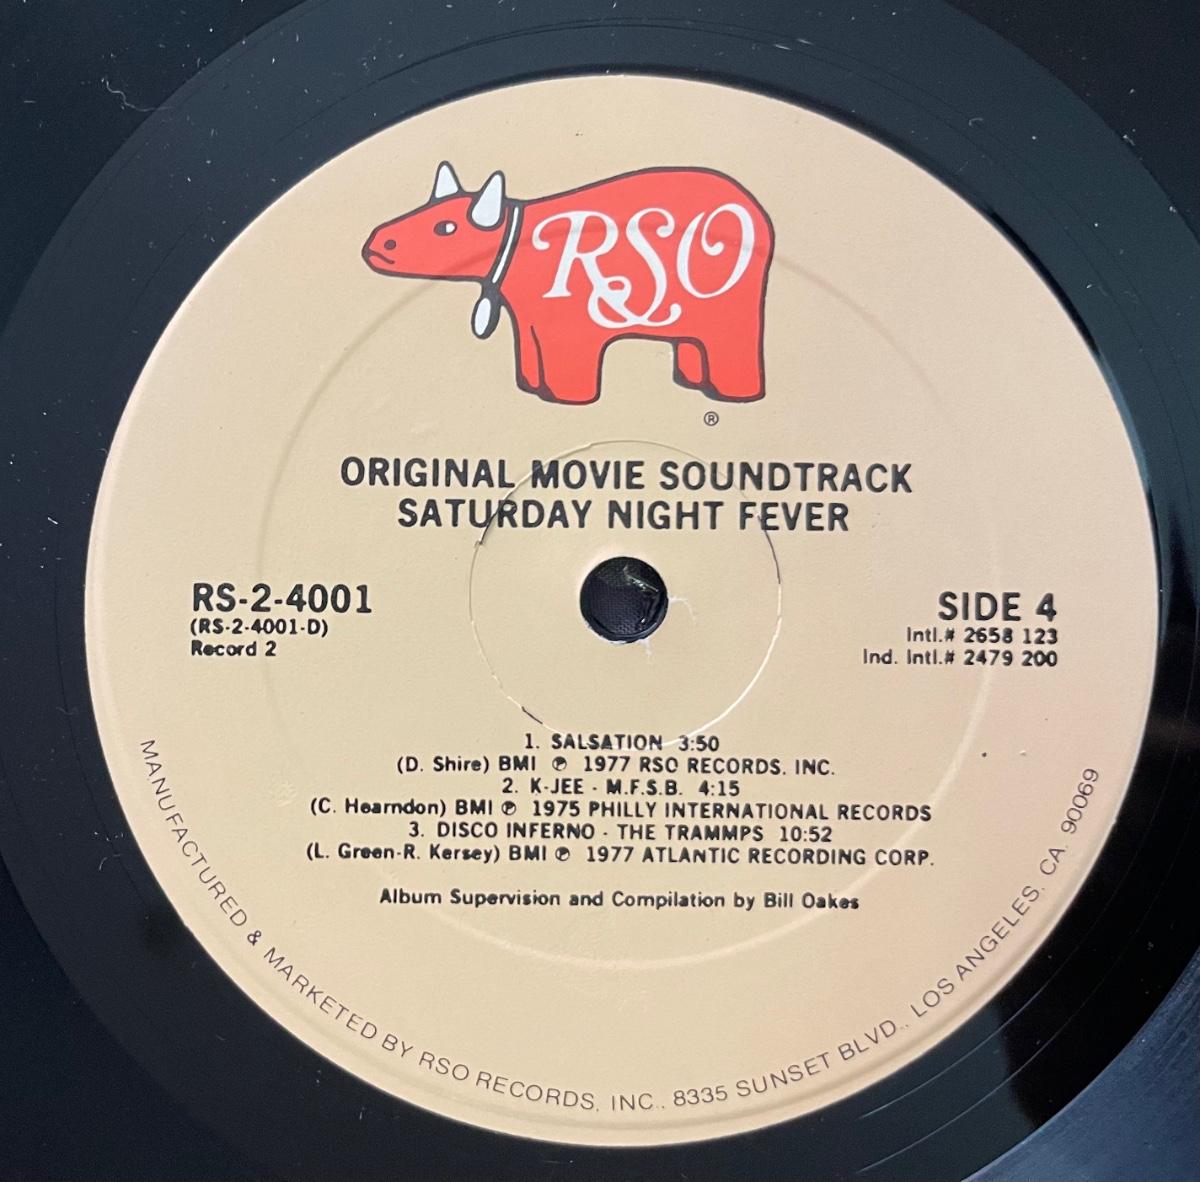 RSO
®
ORIGINAL MOVIE SOUNDTRACK
SATURDAY NIGHT FEVER
RS-2-4001
(RS-2-4001-D)
Record 2
SIDE 4
Intl.# 2658 123
Ind. Intl.# 2479 200
1. SALSATION 3:50
(D. Shire) BMI ℗ 1977 RSO RECORDS, INC.
2. K-JEE - M.F.S.B. 4:15
(C. Hearndon) BMI ℗ 1975 PHILLY INTERNATIONAL RECORDS
3. DISCO INFERNO - THE TRAMMPS 10:52
(L. Green-R. Kersey) BMI ℗ 1977 ATLANTIC RECORDING CORP.
Album Supervision and Compilation by Bill Oakes
MANUFACTURED & MARKETED BY RSO RECORDS, INC., 8335 SUNSET BLVD., LOS ANGELES, CA. 90069